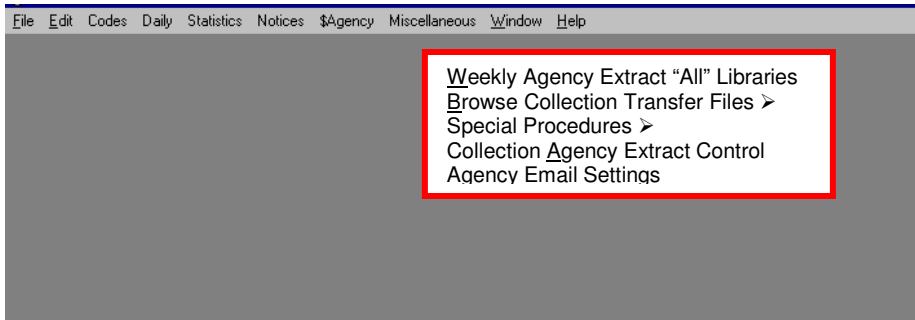 File Edit Codes Daily Statistics Notices $Agency Miscellaneous Window Help
Weekly Agency Extract “All” Libraries
Browse Collection Transfer Files ➢
Special Procedures ➢
Collection Agency Extract Control
Agency Email Settings